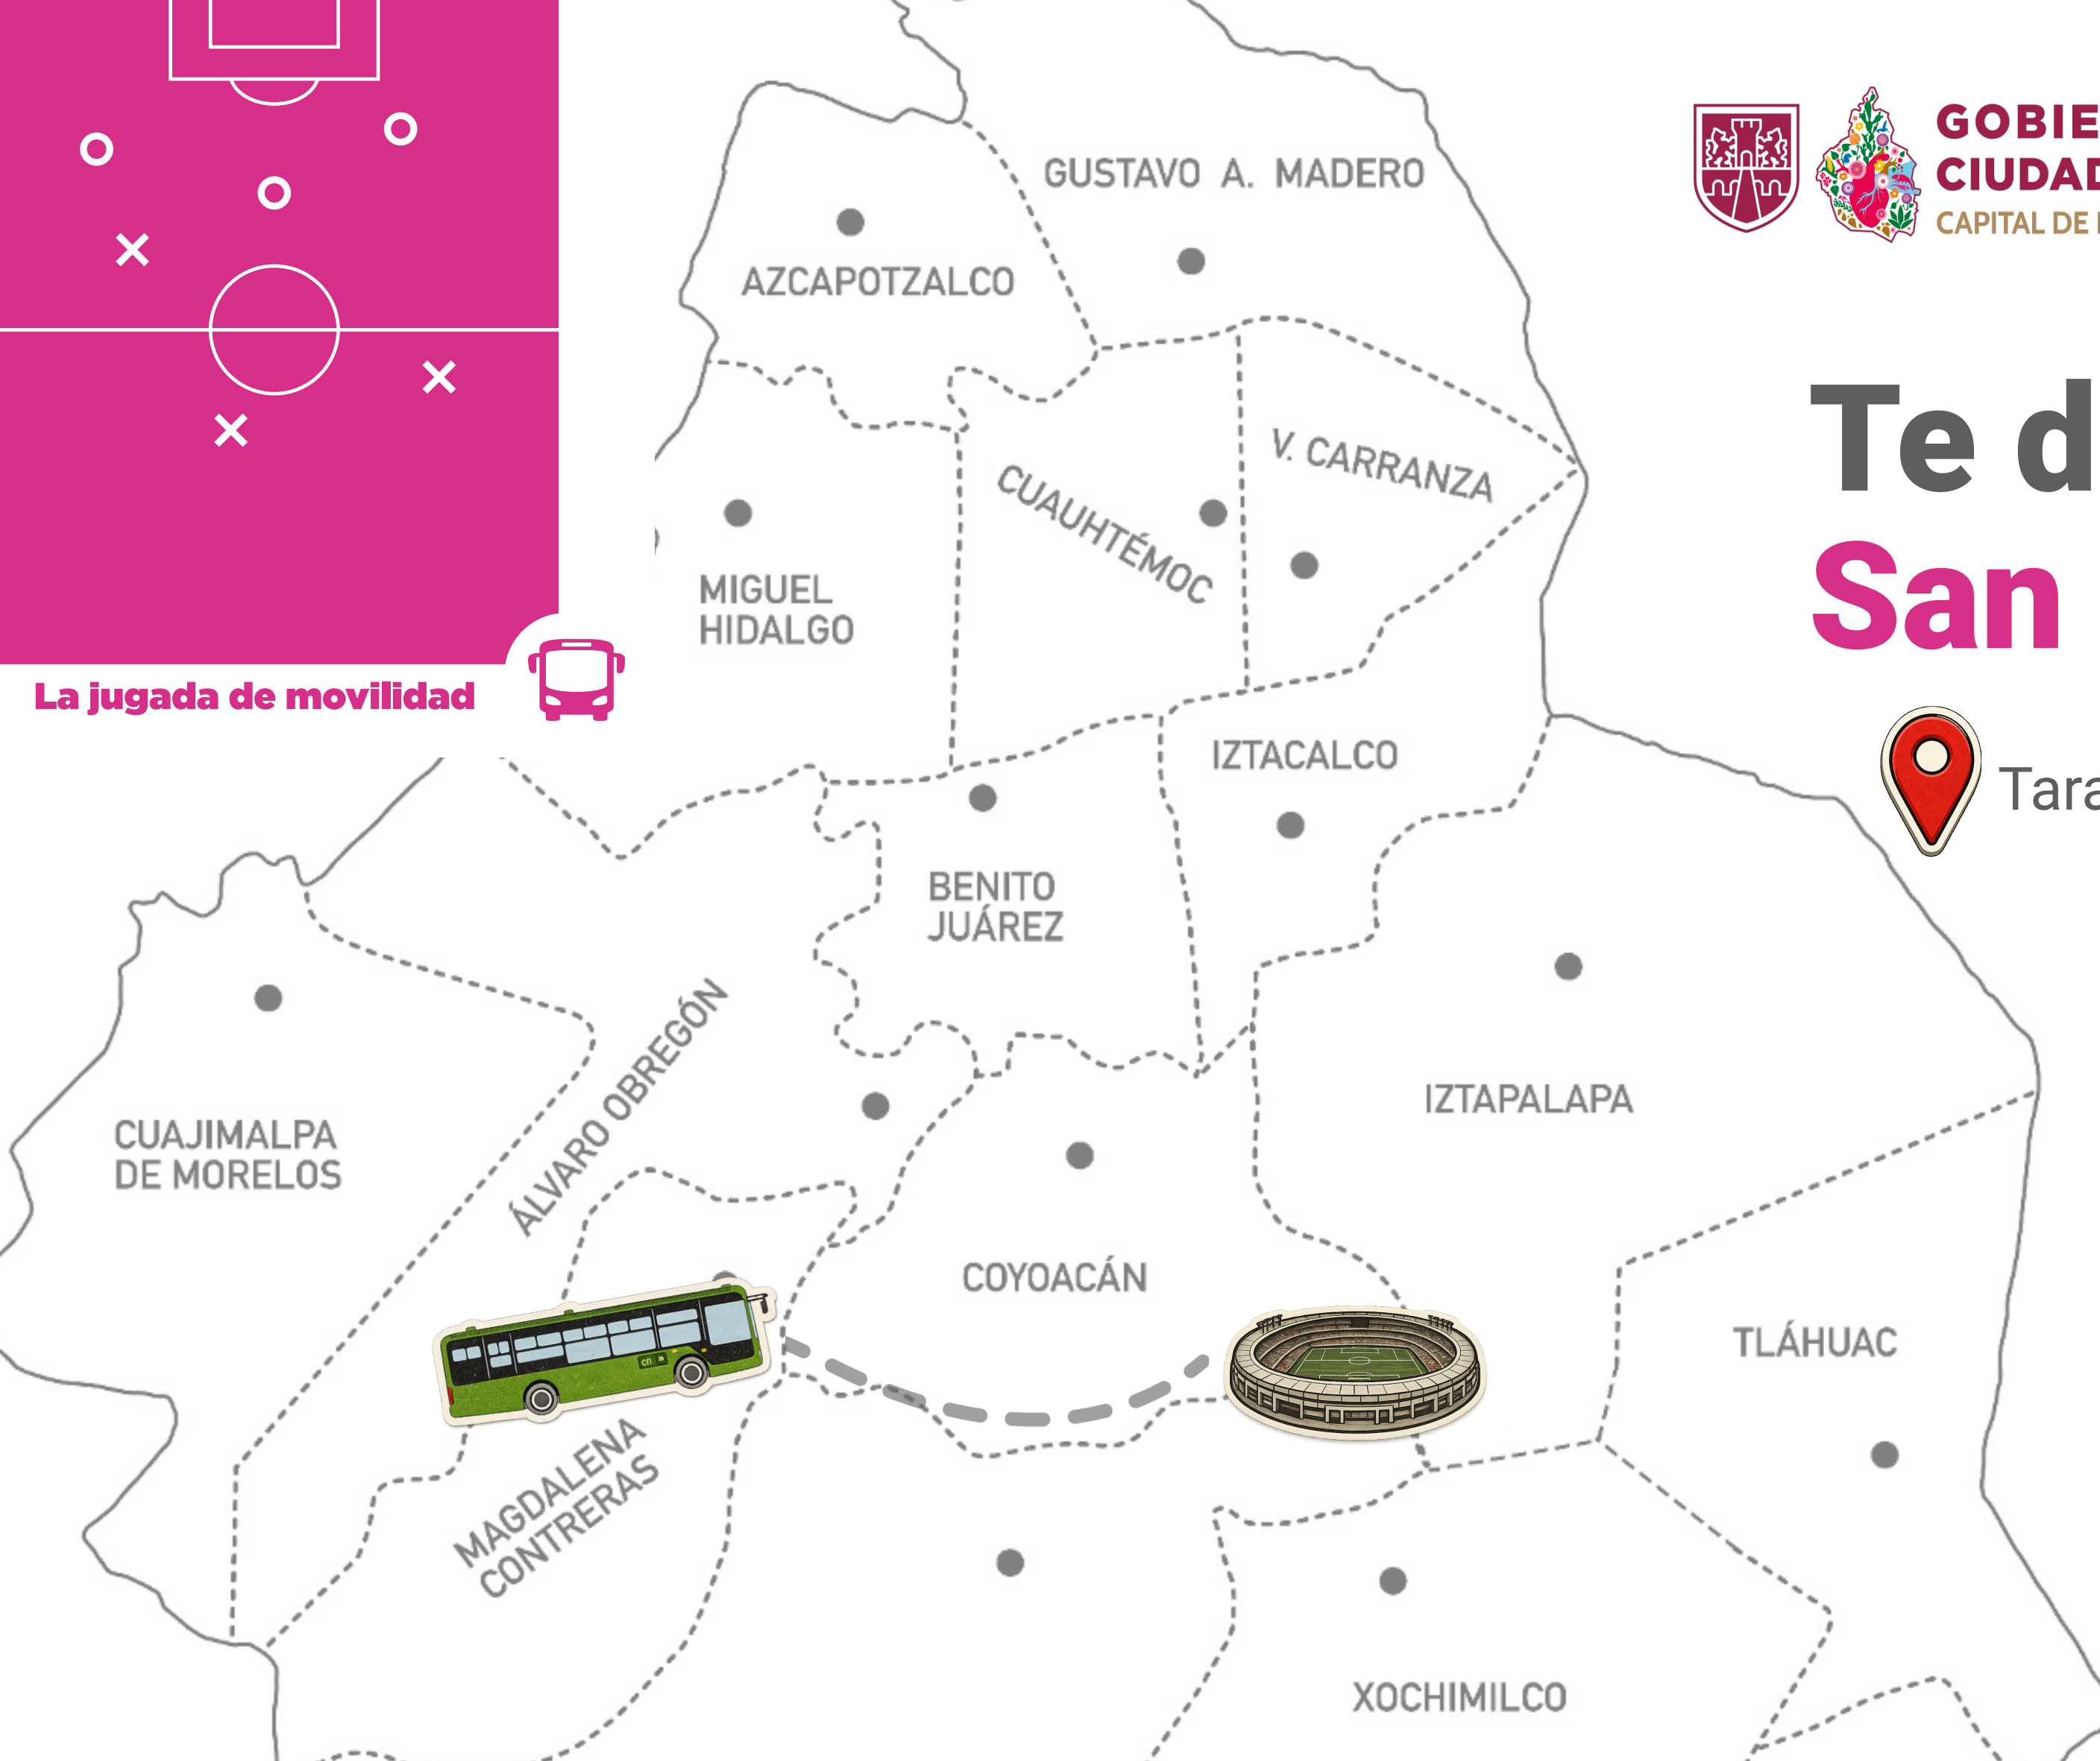 GUSTAVO A. MADERO
AZCAPOTZALCO
V. CARRANZA
CUAUHTÉMOC
MIGUEL
HIDALGO
La jugada de movilidad
IZTACALCO
BENITO
JUÁREZ
ÁLVARO OBREGÓN
IZTAPALAPA
CUAJIMALPA
DE MORELOS
COYOACÁN
TLÁHUAC
MAGDALENA
CONTRERAS
XOCHIMILCO
GOBIE
CIUDAD
CAPITAL DE
Te d
San
Tara